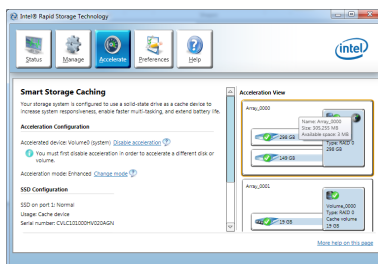 Intel® Rapid Storage Technology
Status
Manage
Accelerate
Preferences
Help
intel
Smart Storage Caching
Your storage system is configured to use a solid-state drive as a cache device to
increase system responsiveness, enable faster multi-tasking, and extend battery life.
Acceleration Configuration
Accelerated device: Volume0 (system) Disable acceleration
You must first disable acceleration in order to accelerate a different disk or
volume.
Acceleration mode: Enhanced Change mode
SSD Configuration
SSD on port 1: Normal
Usage: Cache device
Serial number: CVLC101000HV020AGN
Acceleration View
Array_0000
Name: Array_0000
Size: 305,255 MB
Available space: 3 MB
298 GB
Type: RAID 0
298 GB
149 GB
Array_0001
Volume_0000
Type: RAID 0
19 GB
Cache volume
19 GB
More help on this page